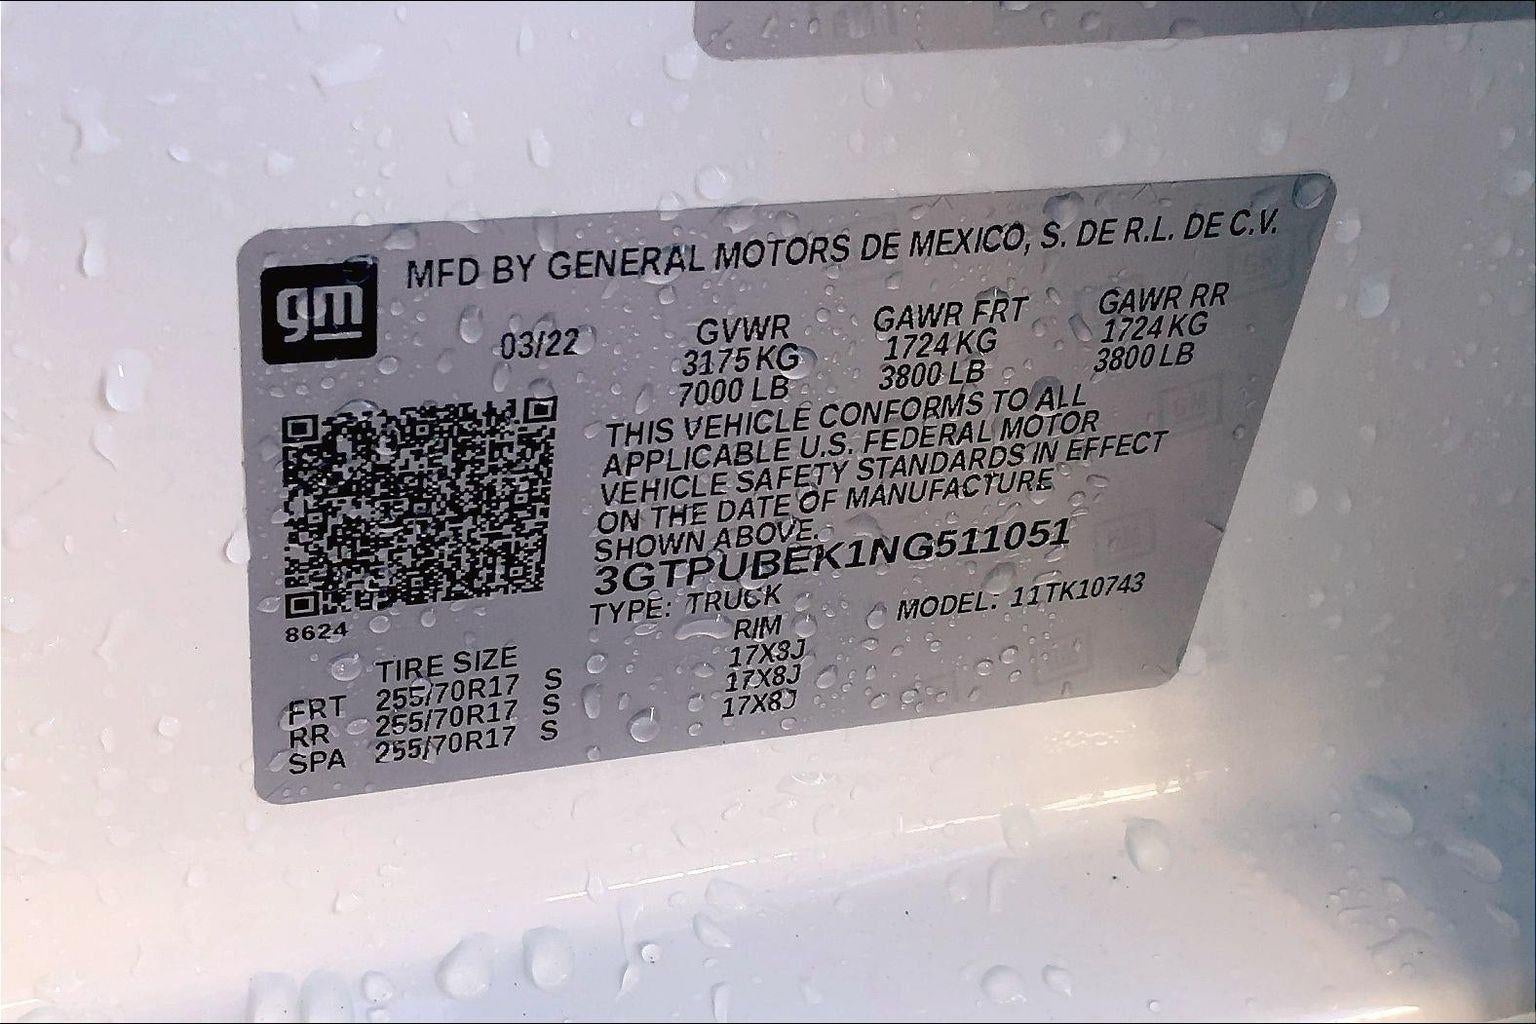 gm
MFD BY GENERAL MOTORS DE MEXICO, S. DE R.L. DE C.V.
03/22 GVWR GAWR FRT GAWR RR
3175 KG 1724 KG 1724 KG
7000 LB 3800 LB 3800 LB
THIS VEHICLE CONFORMS TO ALL
APPLICABLE U.S. FEDERAL MOTOR
VEHICLE SAFETY STANDARDS IN EFFECT
ON THE DATE OF MANUFACTURE
SHOWN ABOVE.
3GTPUBEK1NG511051
TYPE: TRUCK MODEL: 11TK10743
8624
TIRE SIZE RIM
FRT 255/70R17 S 17X8J
RR 255/70R17 S 17X8J
SPA 255/70R17 S 17X8J